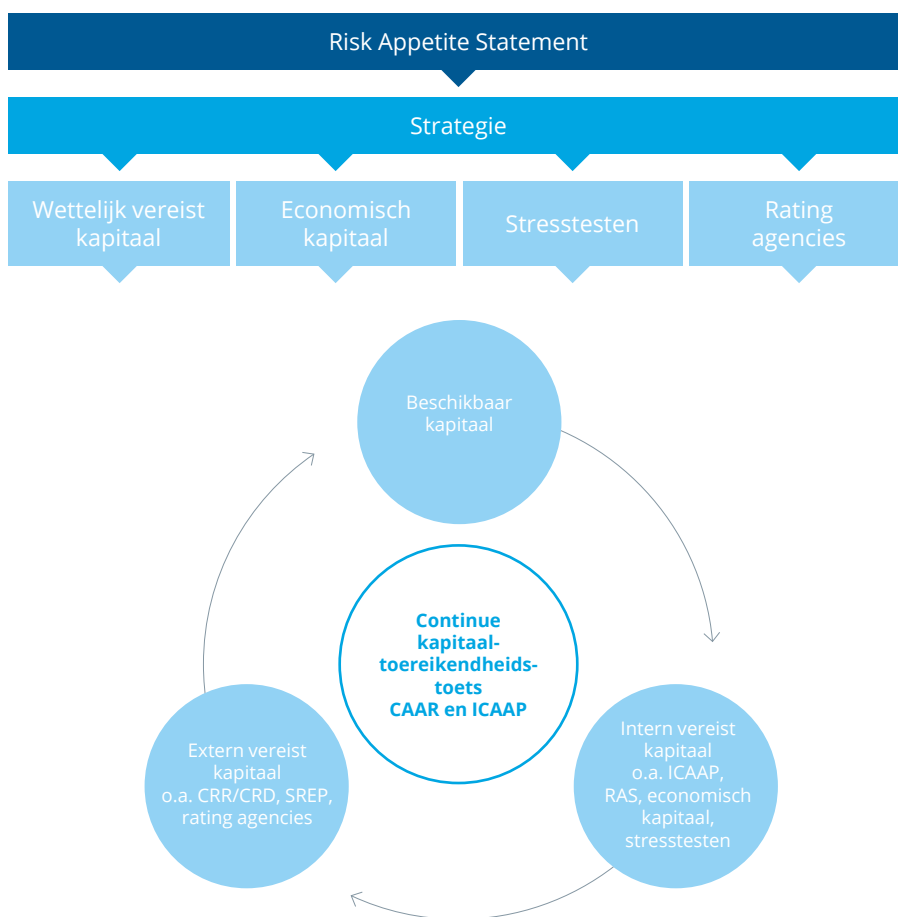 Risk Appetite Statement
Strategie
Wettelijk vereist
kapitaal
Economisch
kapitaal
Stresstesten
Rating
agencies
Beschikbaar
kapitaal
Continue
kapitaal-
toereikendheids-
toets
CAAR en ICAAP
Extern vereist
kapitaal
o.a. CRR/CRD, SREP,
rating agencies
Intern vereist
kapitaal
o.a. ICAAP,
RAS, economisch
kapitaal,
stresstesten